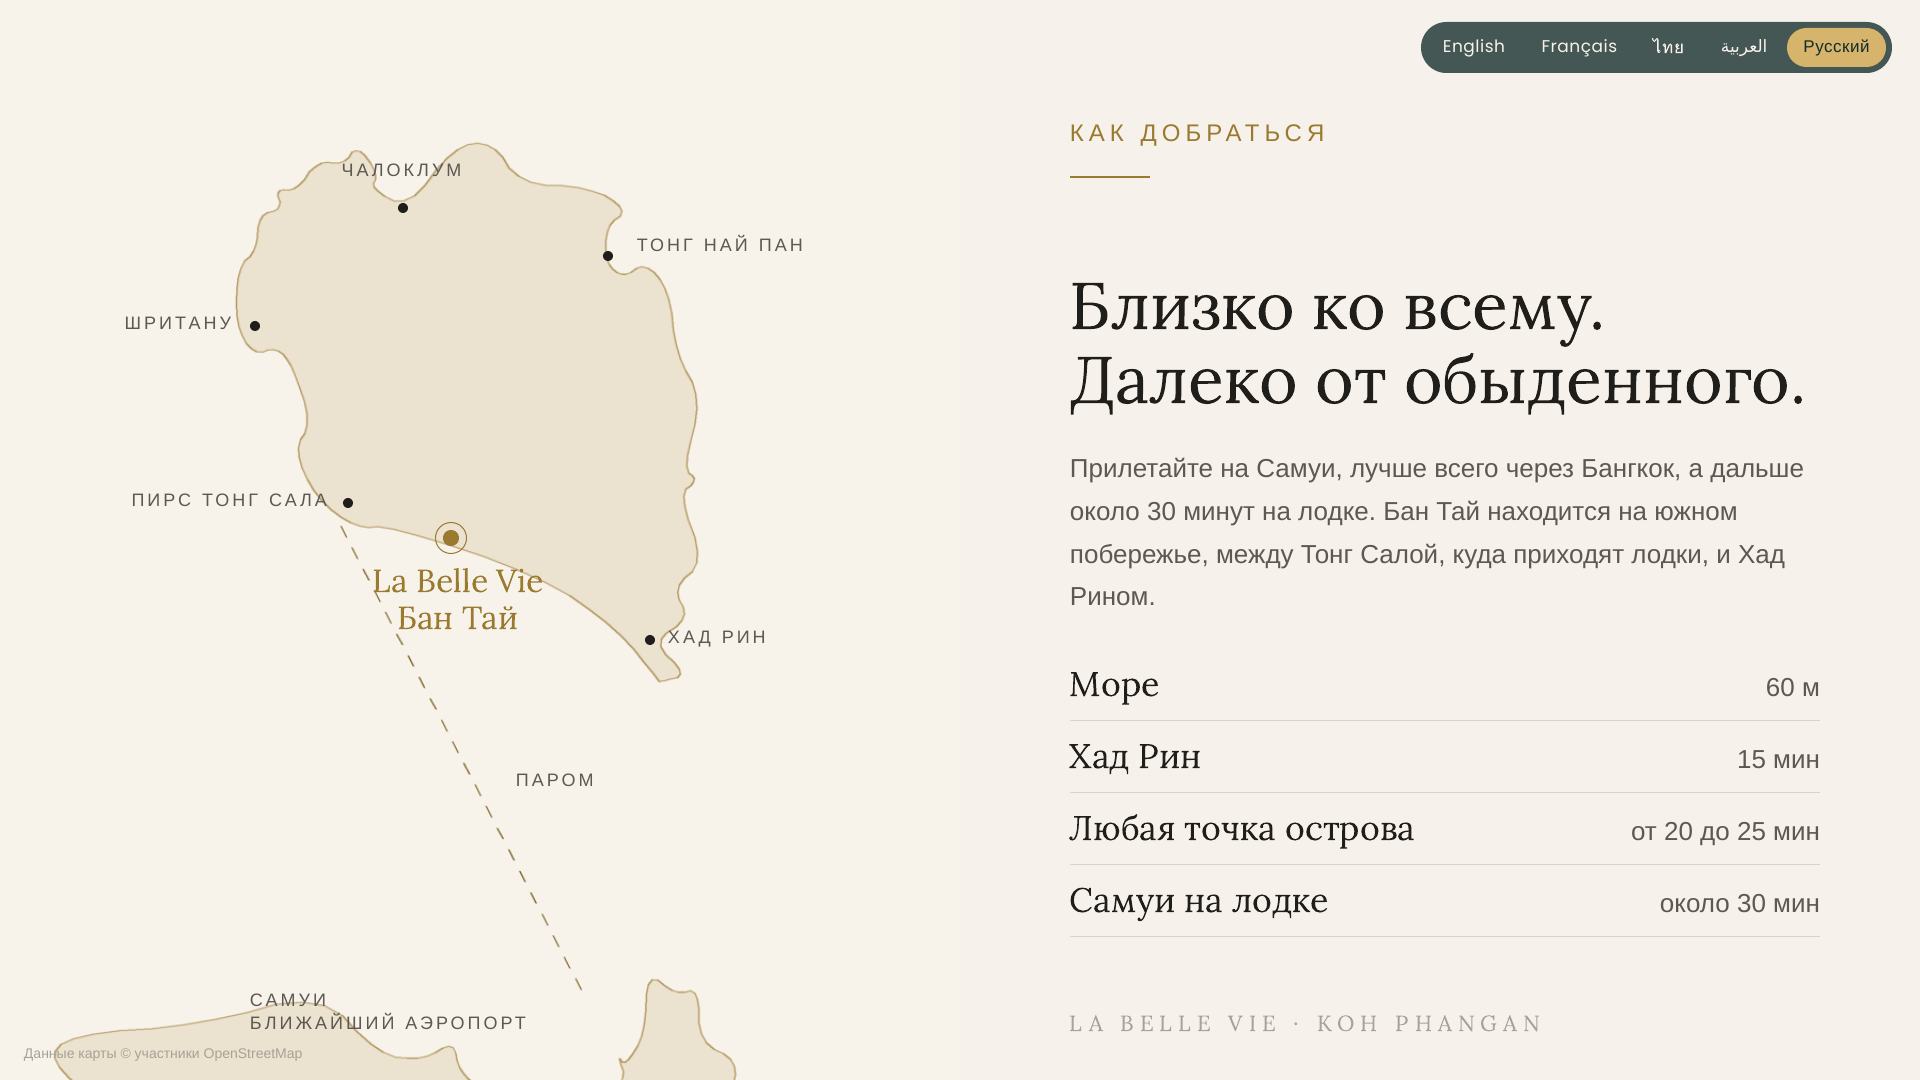 English Français ไทย العربية Русский
КАК ДОБРАТЬСЯ
Близко ко всему.
Далеко от обыденного.
Прилетайте на Самуи, лучше всего через Бангкок, а дальше
около 30 минут на лодке. Бан Тай находится на южном
побережье, между Тонг Салой, куда приходят лодки, и Хад
Рином.
Море 60 м
Хад Рин 15 мин
Любая точка острова от 20 до 25 мин
Самуи на лодке около 30 мин
LA BELLE VIE · KOH PHANGAN
ЧАЛОКЛУМ
ТОНГ НАЙ ПАН
ШРИТАНУ
ПИРС ТОНГ САЛА
La Belle Vie
Бан Тай
ХАД РИН
ПАРОМ
САМУИ
БЛИЖАЙШИЙ АЭРОПОРТ
Данные карты © участники OpenStreetMap